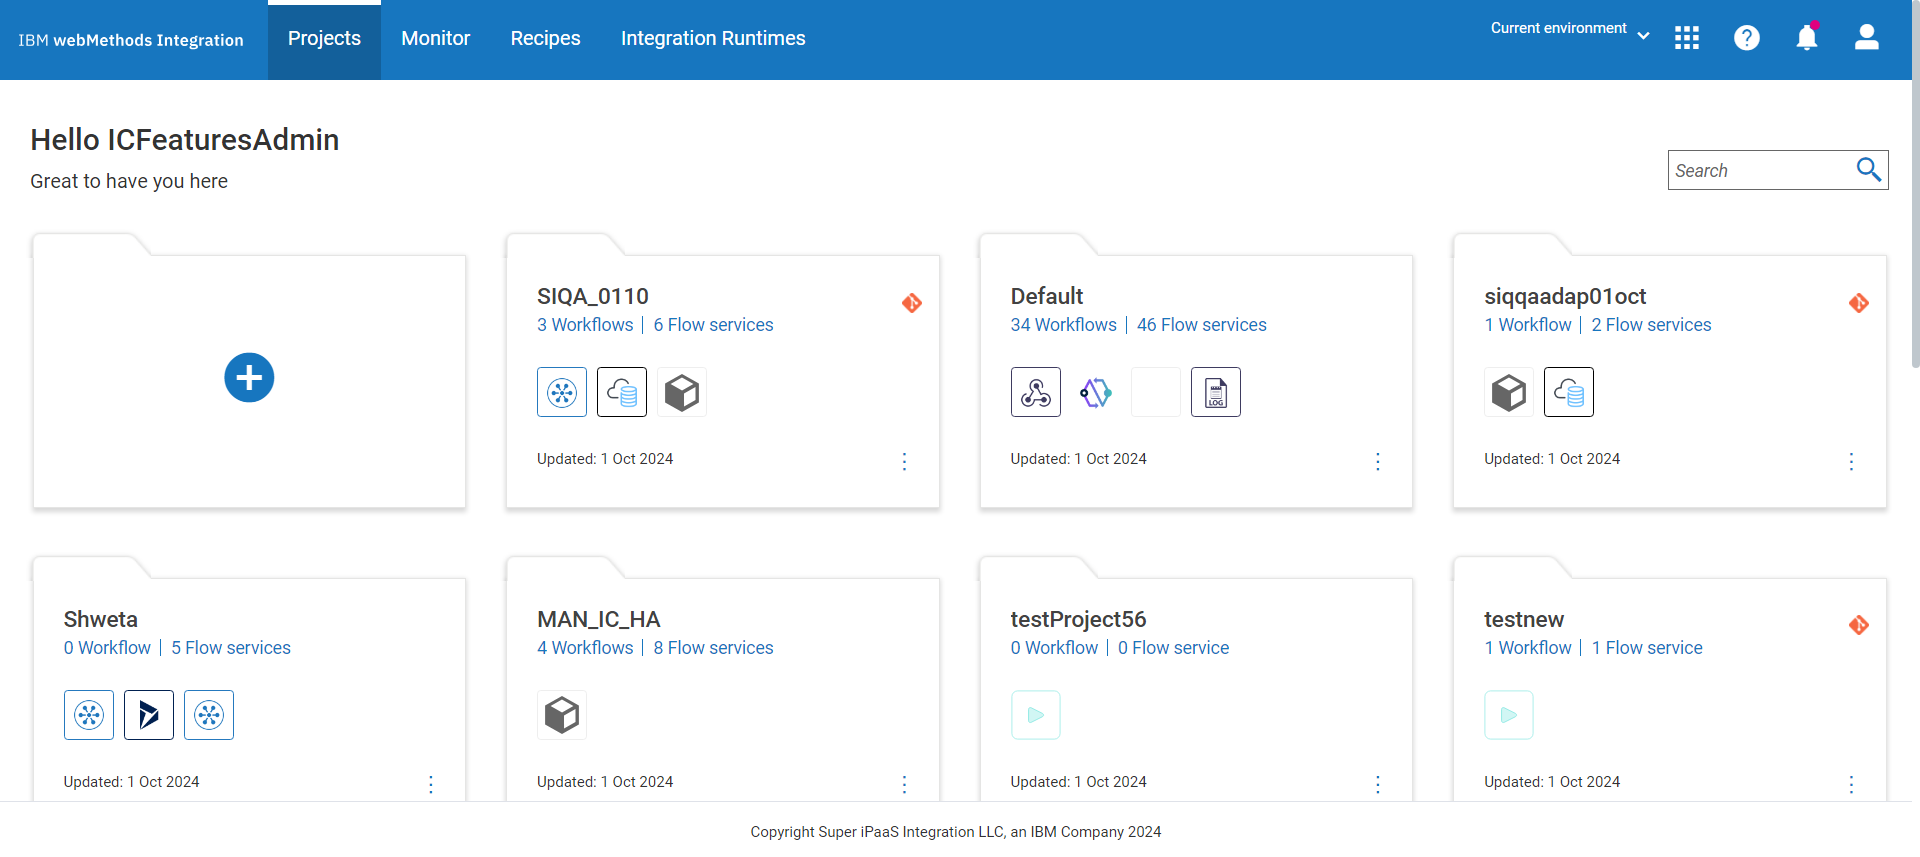 IBM webMethods Integration
Projects
Monitor
Recipes
Integration Runtimes
Current environment
Hello ICFeaturesAdmin
Great to have you here
Search
SIQA_0110
3 Workflows | 6 Flow services
Updated: 1 Oct 2024
Default
34 Workflows | 46 Flow services
LOG
Updated: 1 Oct 2024
siqqaadap01oct
1 Workflow | 2 Flow services
Updated: 1 Oct 2024
Shweta
0 Workflow | 5 Flow services
Updated: 1 Oct 2024
MAN_IC_HA
4 Workflows | 8 Flow services
Updated: 1 Oct 2024
testProject56
0 Workflow | 0 Flow service
Updated: 1 Oct 2024
testnew
1 Workflow | 1 Flow service
Updated: 1 Oct 2024
Copyright Super iPaaS Integration LLC, an IBM Company 2024